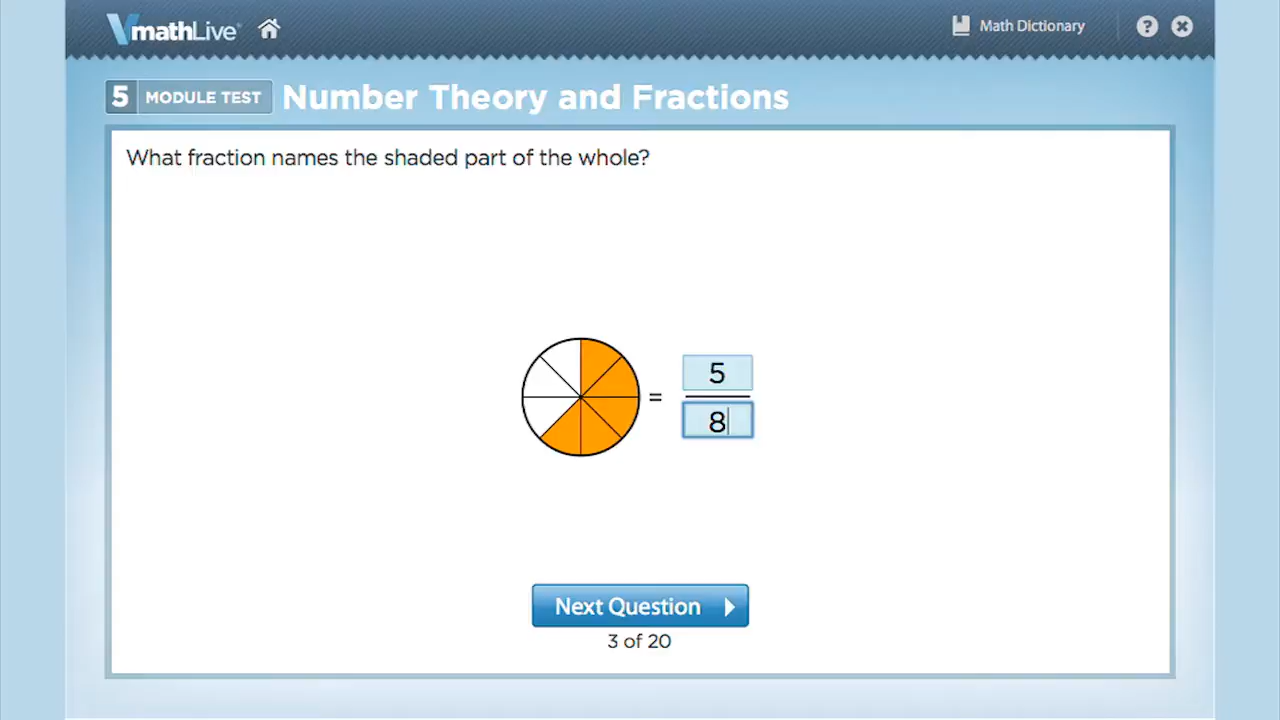 VmathLive
Math Dictionary
?
5 MODULE TEST Number Theory and Fractions
What fraction names the shaded part of the whole?
5
=
8
Next Question
3 of 20